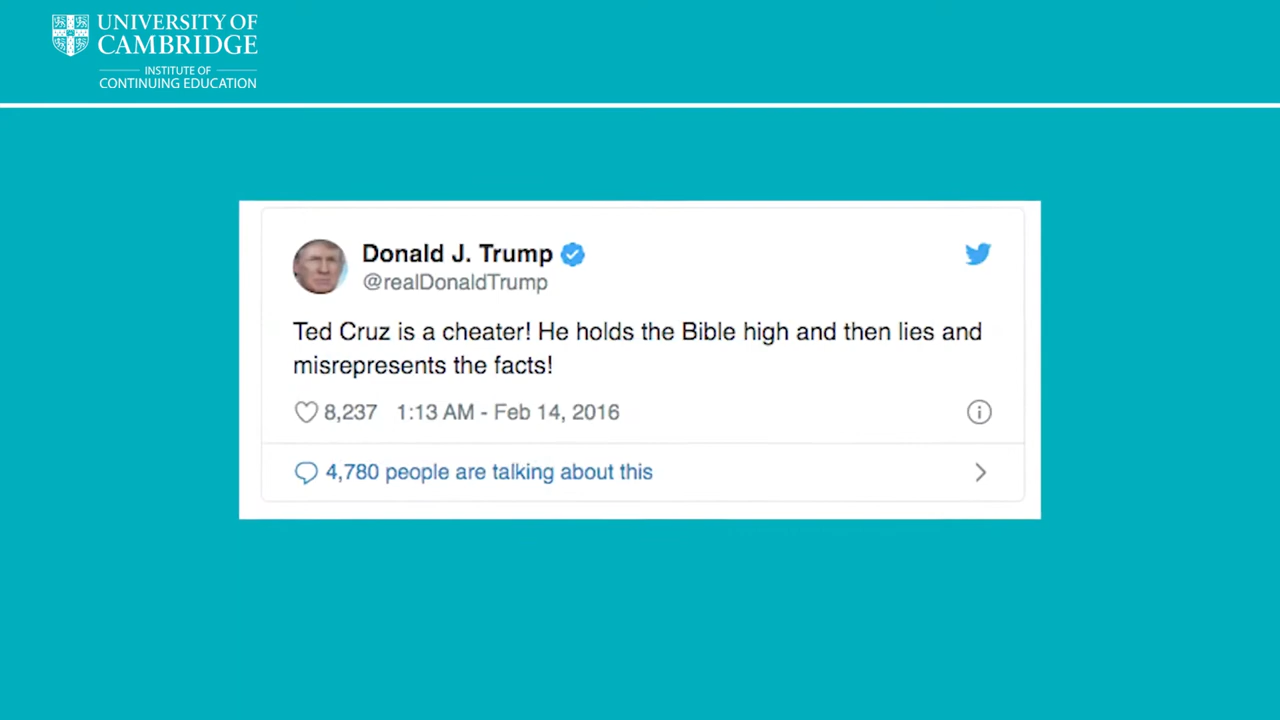 UNIVERSITY OF
CAMBRIDGE
INSTITUTE OF
CONTINUING EDUCATION
Donald J. Trump
@realDonaldTrump
Ted Cruz is a cheater! He holds the Bible high and then lies and
misrepresents the facts!
8,237 1:13 AM - Feb 14, 2016
4,780 people are talking about this